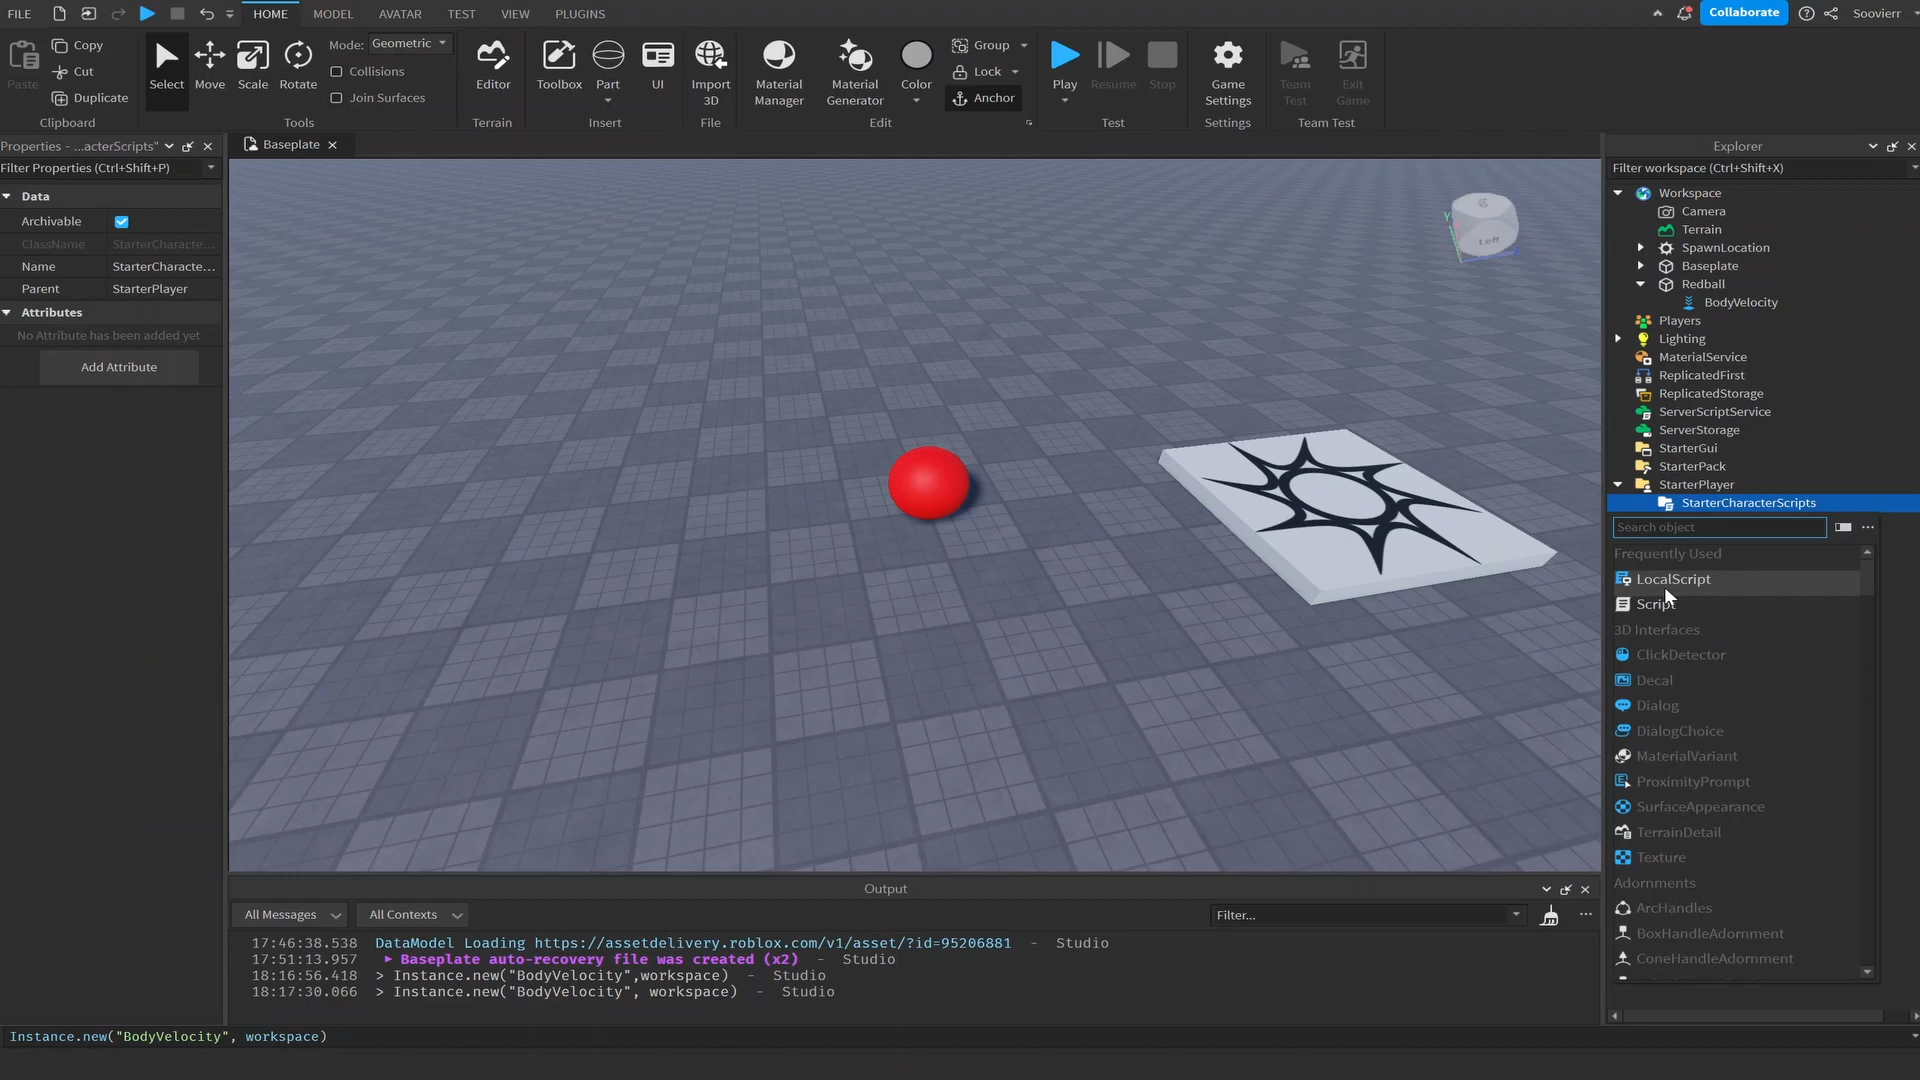 FILE HOME MODEL AVATAR TEST VIEW PLUGINS Collaborate Soovierr
Paste Copy Cut Duplicate Clipboard
Select Move Scale Rotate Mode: Geometric Collisions Join Surfaces Tools
Editor Terrain
Toolbox Part UI Insert
Import 3D File
Material Manager Material Generator Color Group Lock Anchor Edit
Play Resume Stop Test
Game Settings Settings
Team Test Exit Game Team Test
Properties - ...acterScripts"
Filter Properties (Ctrl+Shift+P)
Data
Archivable
ClassName StarterCharacte...
Name StarterCharacte...
Parent StarterPlayer
Attributes
No Attribute has been added yet
Add Attribute
Baseplate
Y
Left
Explorer
Filter workspace (Ctrl+Shift+X)
Workspace
Camera
Terrain
SpawnLocation
Baseplate
Redball
BodyVelocity
Players
Lighting
MaterialService
ReplicatedFirst
ReplicatedStorage
ServerScriptService
ServerStorage
StarterGui
StarterPack
StarterPlayer
StarterCharacterScripts
Search object
Frequently Used
LocalScript
Script
3D Interfaces
ClickDetector
Decal
Dialog
DialogChoice
MaterialVariant
ProximityPrompt
SurfaceAppearance
TerrainDetail
Texture
Adornments
ArcHandles
BoxHandleAdornment
ConeHandleAdornment
Output
All Messages All Contexts Filter...
17:46:38.538 DataModel Loading https://assetdelivery.roblox.com/v1/asset/?id=95206881 - Studio
17:51:13.957 Baseplate auto-recovery file was created (x2) - Studio
18:16:56.418 > Instance.new("BodyVelocity",workspace) - Studio
18:17:30.066 > Instance.new("BodyVelocity", workspace) - Studio
Instance.new("BodyVelocity", workspace)